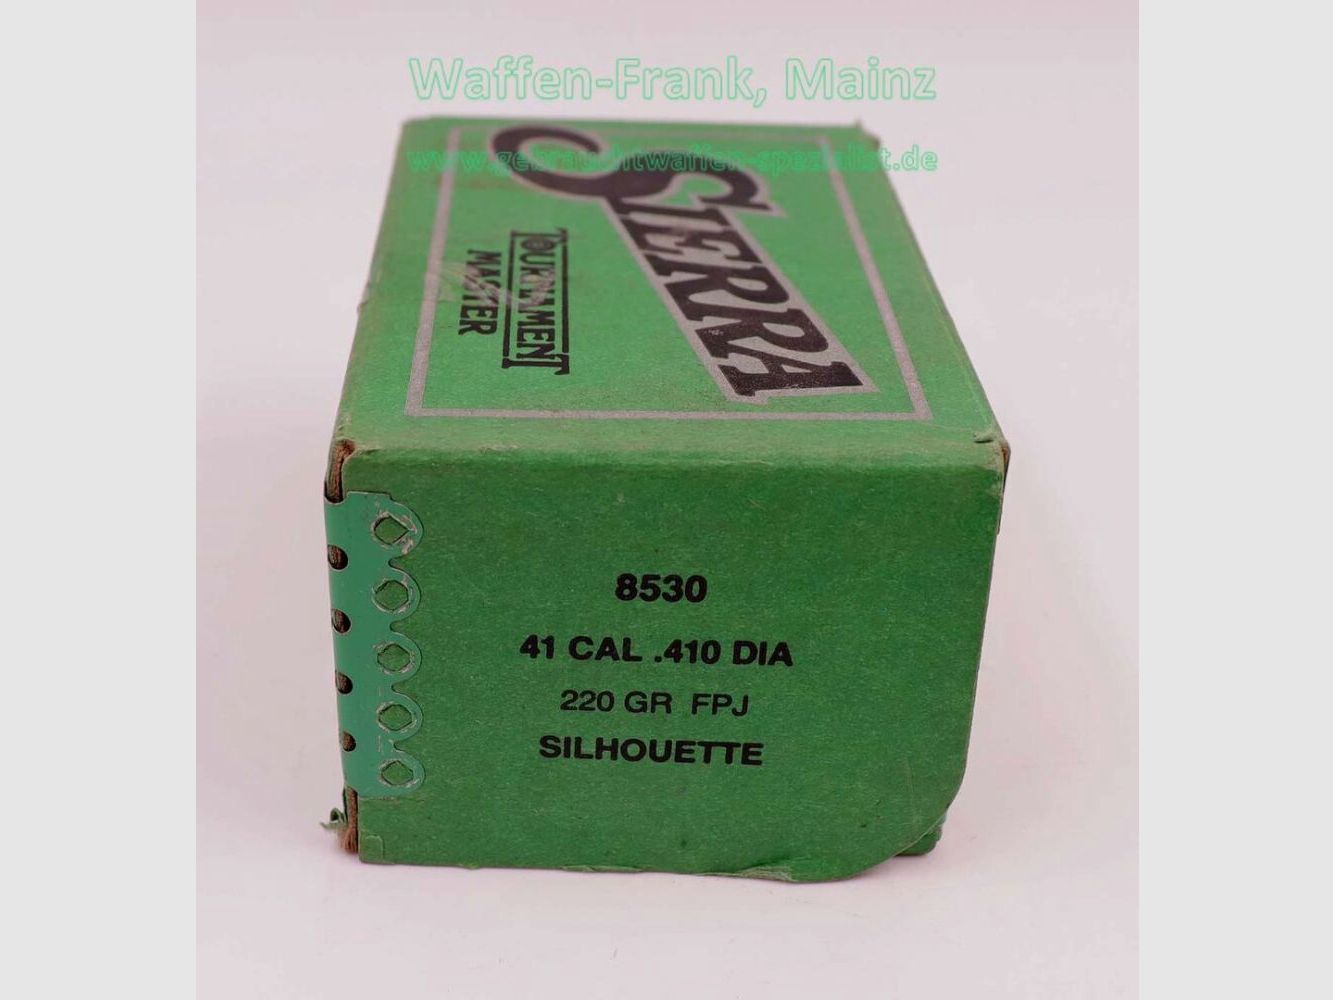 Waffen-Frank, Mainz
www.gebrauchtwaffen-spezialist.de
SIERRA
TOURNAMENT
MASTER
8530
41 CAL .410 DIA
220 GR FPJ
SILHOUETTE